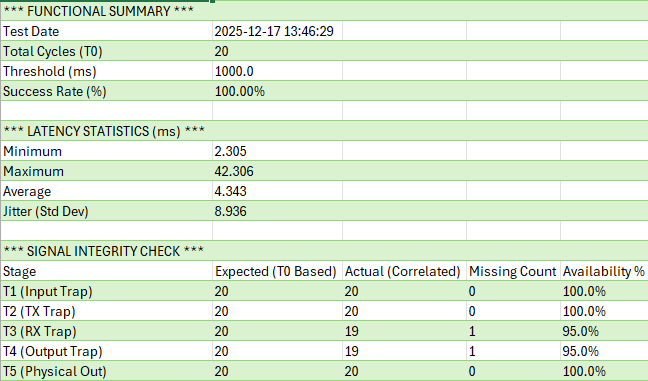 *** FUNCTIONAL SUMMARY ***
Test Date 2025-12-17 13:46:29
Total Cycles (T0) 20
Threshold (ms) 1000.0
Success Rate (%) 100.00%
*** LATENCY STATISTICS (ms) ***
Minimum 2.305
Maximum 42.306
Average 4.343
Jitter (Std Dev) 8.936
*** SIGNAL INTEGRITY CHECK ***
Stage Expected (T0 Based) Actual (Correlated) Missing Count Availability %
T1 (Input Trap) 20 20 0 100.0%
T2 (TX Trap) 20 20 0 100.0%
T3 (RX Trap) 20 19 1 95.0%
T4 (Output Trap) 20 19 1 95.0%
T5 (Physical Out) 20 20 0 100.0%